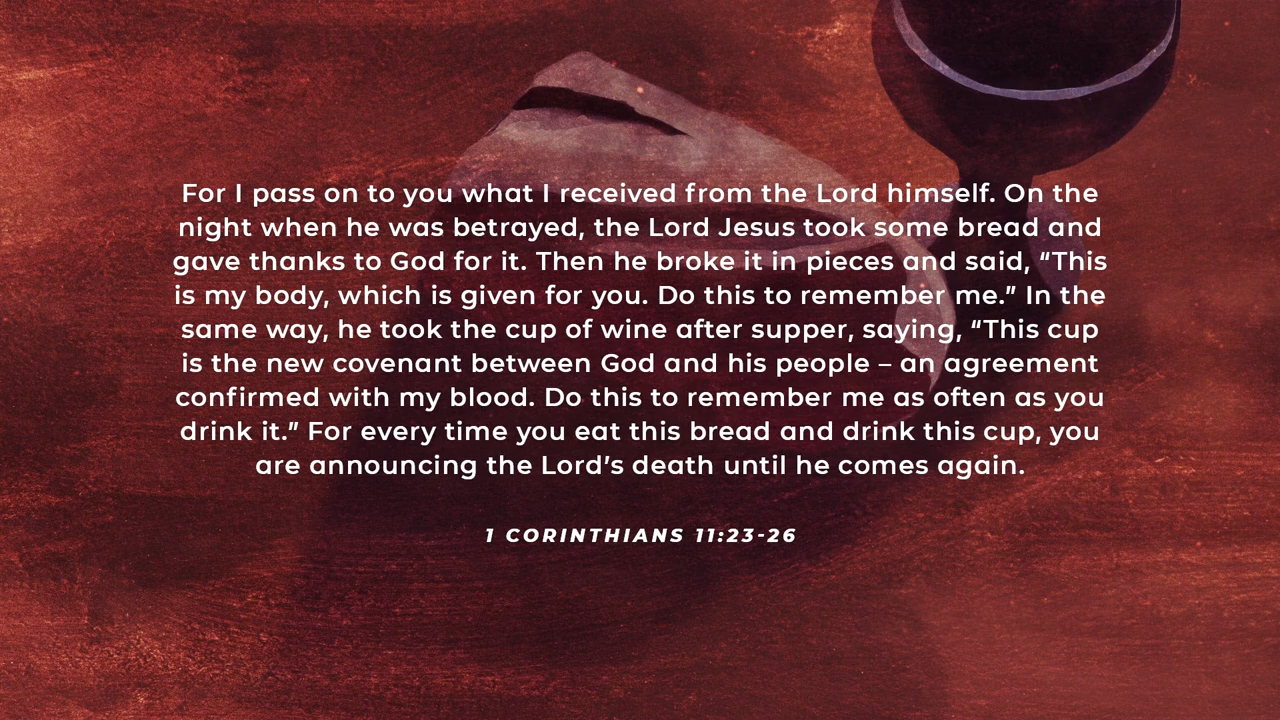 For I pass on to you what I received from the Lord himself. On the
night when he was betrayed, the Lord Jesus took some bread and
gave thanks to God for it. Then he broke it in pieces and said, “This
is my body, which is given for you. Do this to remember me.” In the
same way, he took the cup of wine after supper, saying, “This cup
is the new covenant between God and his people – an agreement
confirmed with my blood. Do this to remember me as often as you
drink it.” For every time you eat this bread and drink this cup, you
are announcing the Lord’s death until he comes again.
1 CORINTHIANS 11:23-26